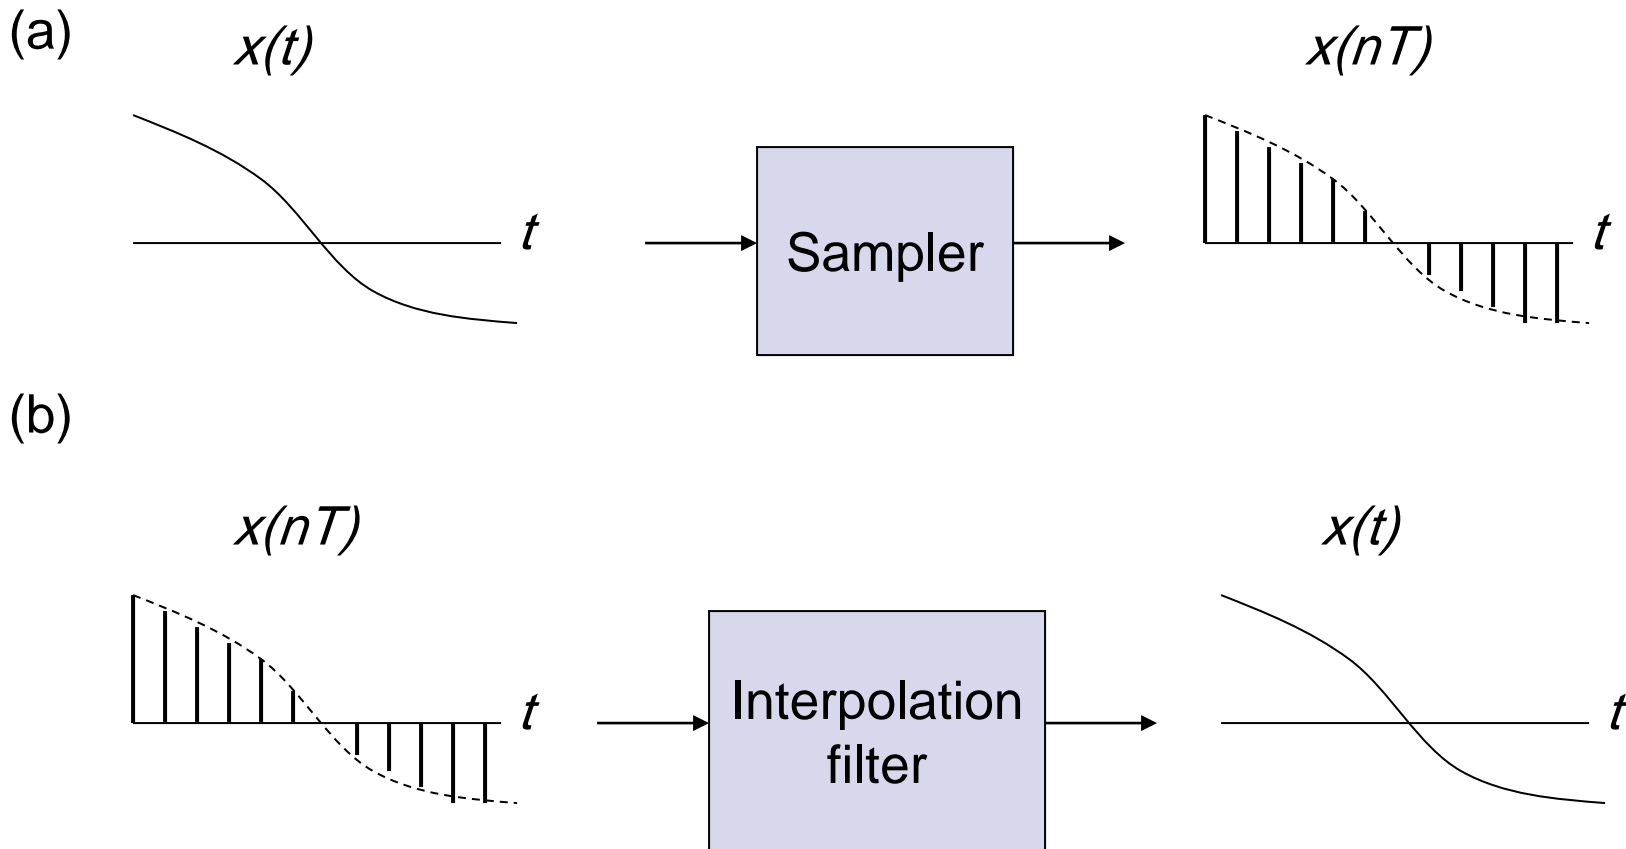 (a)
x(t)
x(nT)
t
Sampler
t
(b)
x(nT)
x(t)
t
Interpolation
filter
t